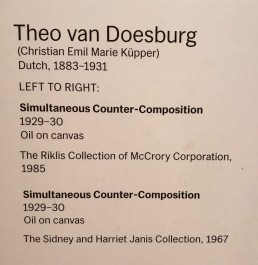 Theo van Doesburg
(Christian Emil Marie Küpper)
Dutch, 1883–1931
LEFT TO RIGHT:
Simultaneous Counter-Composition
1929–30
Oil on canvas
The Riklis Collection of McCrory Corporation,
1985
Simultaneous Counter-Composition
1929–30
Oil on canvas
The Sidney and Harriet Janis Collection, 1967